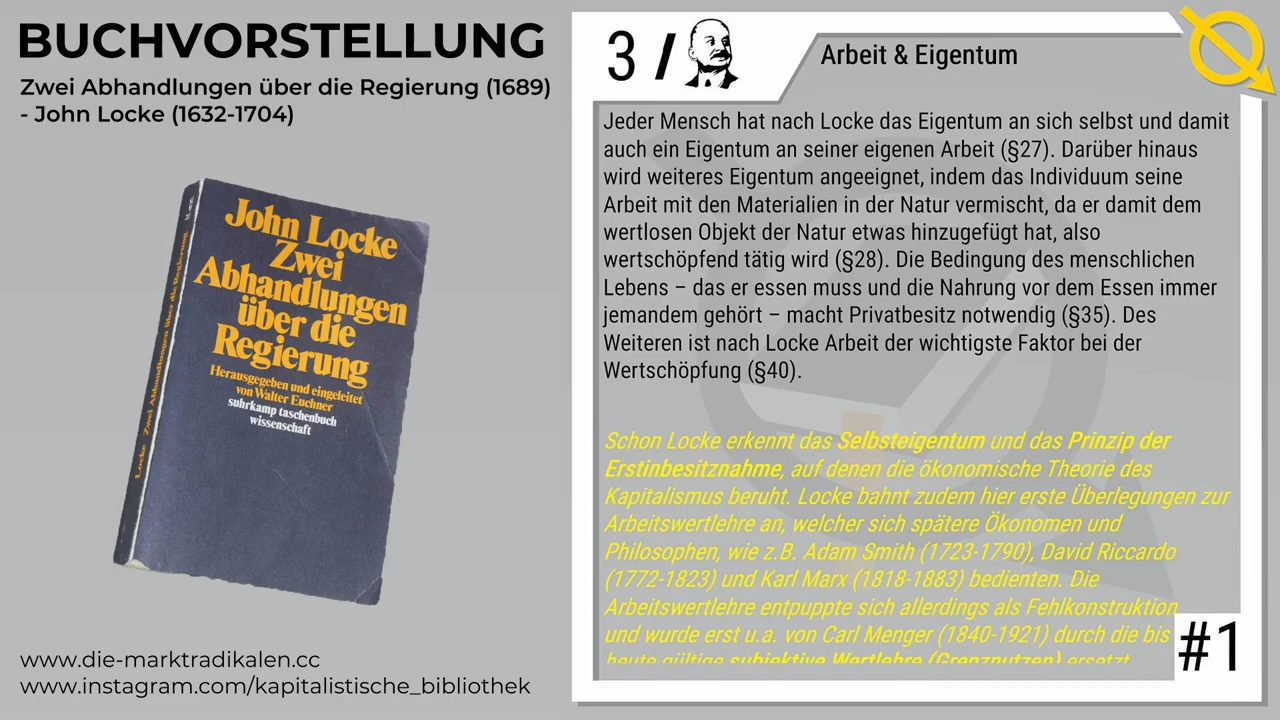 BUCHVORSTELLUNG
Zwei Abhandlungen über die Regierung (1689)
- John Locke (1632-1704)
John Locke
Zwei
Abhandlungen
über die
Regierung
Herausgegeben und eingeleitet
von Walter Euchner
suhrkamp taschenbuch
wissenschaft
Locke Zwei Abhandlungen über die Regierung
www.die-marktradikalen.cc
www.instagram.com/kapitalistische_bibliothek
3 /
Arbeit & Eigentum
Jeder Mensch hat nach Locke das Eigentum an sich selbst und damit
auch ein Eigentum an seiner eigenen Arbeit (§27). Darüber hinaus
wird weiteres Eigentum angeeignet, indem das Individuum seine
Arbeit mit den Materialien in der Natur vermischt, da er damit dem
wertlosen Objekt der Natur etwas hinzugefügt hat, also
wertschöpfend tätig wird (§28). Die Bedingung des menschlichen
Lebens – das er essen muss und die Nahrung vor dem Essen immer
jemandem gehört – macht Privatbesitz notwendig (§35). Des
Weiteren ist nach Locke Arbeit der wichtigste Faktor bei der
Wertschöpfung (§40).
Schon Locke erkennt das Selbsteigentum und das Prinzip der
Erstinbesitznahme, auf denen die ökonomische Theorie des
Kapitalismus beruht. Locke bahnt zudem hier erste Überlegungen zur
Arbeitswertlehre an, welcher sich spätere Ökonomen und
Philosophen, wie z.B. Adam Smith (1723-1790), David Riccardo
(1772-1823) und Karl Marx (1818-1883) bedienten. Die
Arbeitswertlehre entpuppte sich allerdings als Fehlkonstruktion
und wurde erst u.a. von Carl Menger (1840-1921) durch die bis
heute gültige subjektive Wertlehre (Grenznutzen) ersetzt
#1